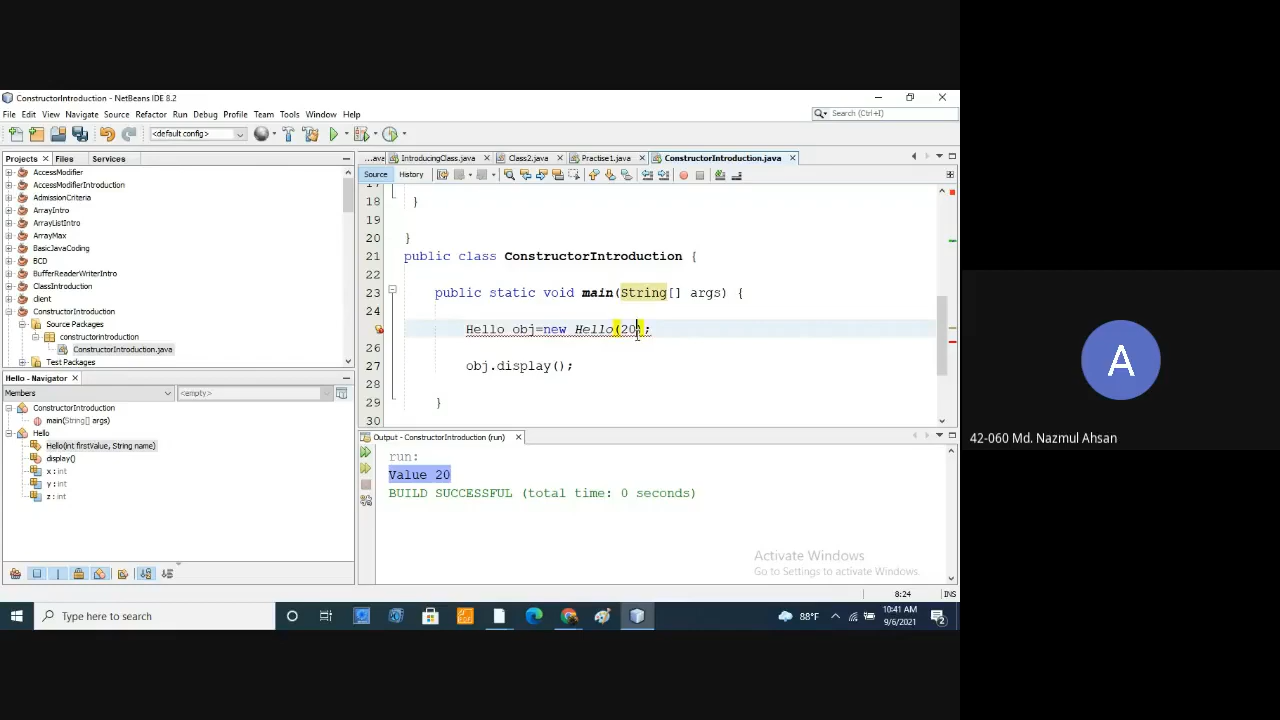 ConstructorIntroduction - NetBeans IDE 8.2
File Edit View Navigate Source Refactor Run Debug Profile Team Tools Window Help
Search (Ctrl+I)
<default config>
Projects Files Services
...ava IntroducingClass.java Class2.java Practise1.java ConstructorIntroduction.java
Source History
AccessModifier
AccessModifierIntroduction
AdmissionCriteria
ArrayIntro
ArrayListIntro
ArrayMax
BasicJavaCoding
BCD
BufferReaderWriterIntro
ClassIntroduction
client
ConstructorIntroduction
Source Packages
constructorintroduction
ConstructorIntroduction.java
Test Packages
17
18 }
19
20 }
21 public class ConstructorIntroduction {
22
23 public static void main(String[] args) {
24
Hello obj=new Hello(20);
26
27 obj.display();
28
29 }
30
Hello - Navigator
Members <empty>
ConstructorIntroduction
main(String[] args)
Hello
Hello(int firstValue, String name)
display()
x : int
y : int
z : int
Output - ConstructorIntroduction (run)
run:
Value 20
BUILD SUCCESSFUL (total time: 0 seconds)
Activate Windows
Go to Settings to activate Windows.
8:24 INS
Type here to search
88°F
10:41 AM
9/6/2021
2
A
42-060 Md. Nazmul Ahsan